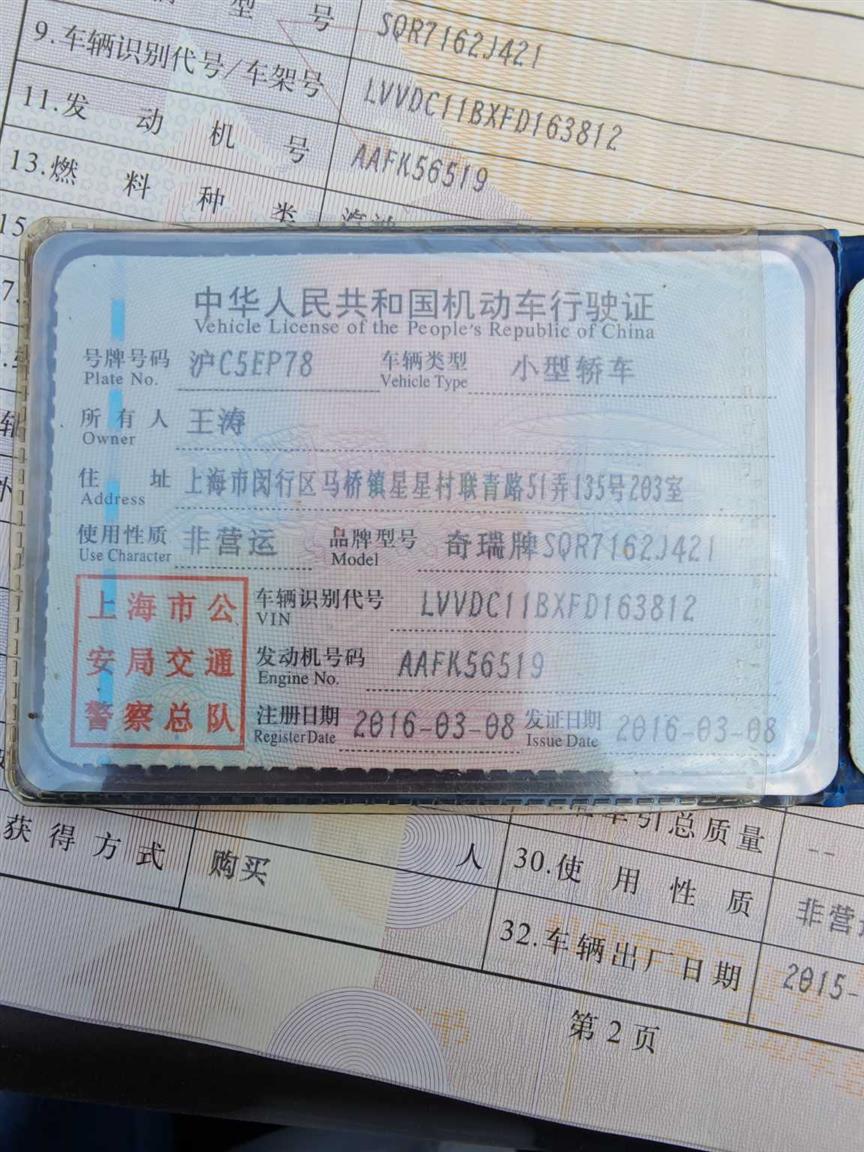 型 号 SQR7162J421
9.车辆识别代号/车架号 LVVDC11BXFD163812
11.发 动 机 号 AAFK56519
13.燃 料 种 类 汽油
15
中华人民共和国机动车行驶证
Vehicle License of the People's Republic of China
号牌号码 沪C5EP78 车辆类型 小型轿车
Plate No. Vehicle Type
所有人 王涛
Owner
住 址 上海市闵行区马桥镇星星村联青路51弄135号203室
Address
使用性质 非营运 品牌型号 奇瑞牌SQR7162J421
Use Character Model
上海市公
安局交通
警察总队
车辆识别代号 LVVDC11BXFD163812
VIN
发动机号码 AAFK56519
Engine No.
注册日期 2016-03-08 发证日期 2016-03-08
Register Date Issue Date
牵引总质量 --
获得方式 购买 人 30.使 用 性 质 非营
32.车辆出厂日期 2015-
第 2 页